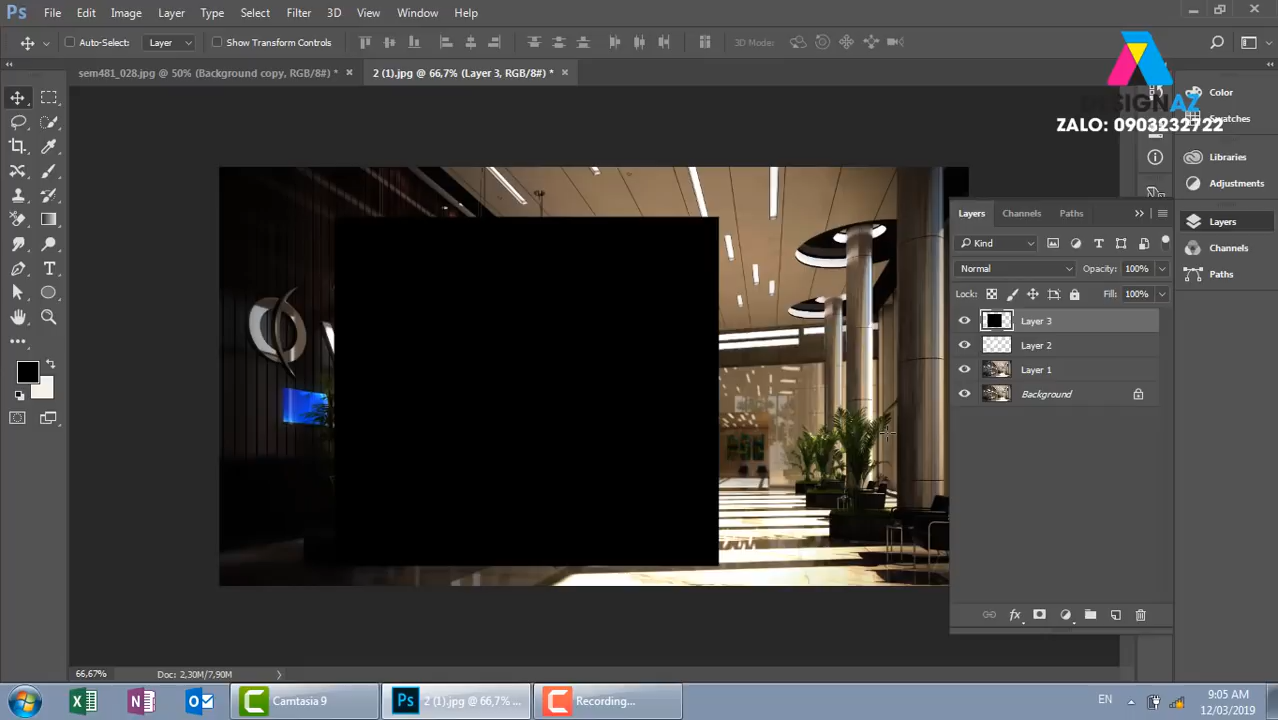 Ps File Edit Image Layer Type Select Filter 3D View Window Help
Auto-Select: Layer Show Transform Controls 3D Mode:
sem481_028.jpg @ 50% (Background copy, RGB/8#) * × 2 (1).jpg @ 66,7% (Layer 3, RGB/8#) * ×
AZ
ZALO: 0903232722
Color
Swatches
Libraries
Adjustments
Layers
Channels
Paths
Layers Channels Paths
Kind
Normal Opacity: 100%
Lock: Fill: 100%
Layer 3
Layer 2
Layer 1
Background
fx
66,67% Doc: 2,30M/7,90M
Camtasia 9
Ps 2 (1).jpg @ 66,7% ...
Recording...
EN
9:05 AM
12/03/2019